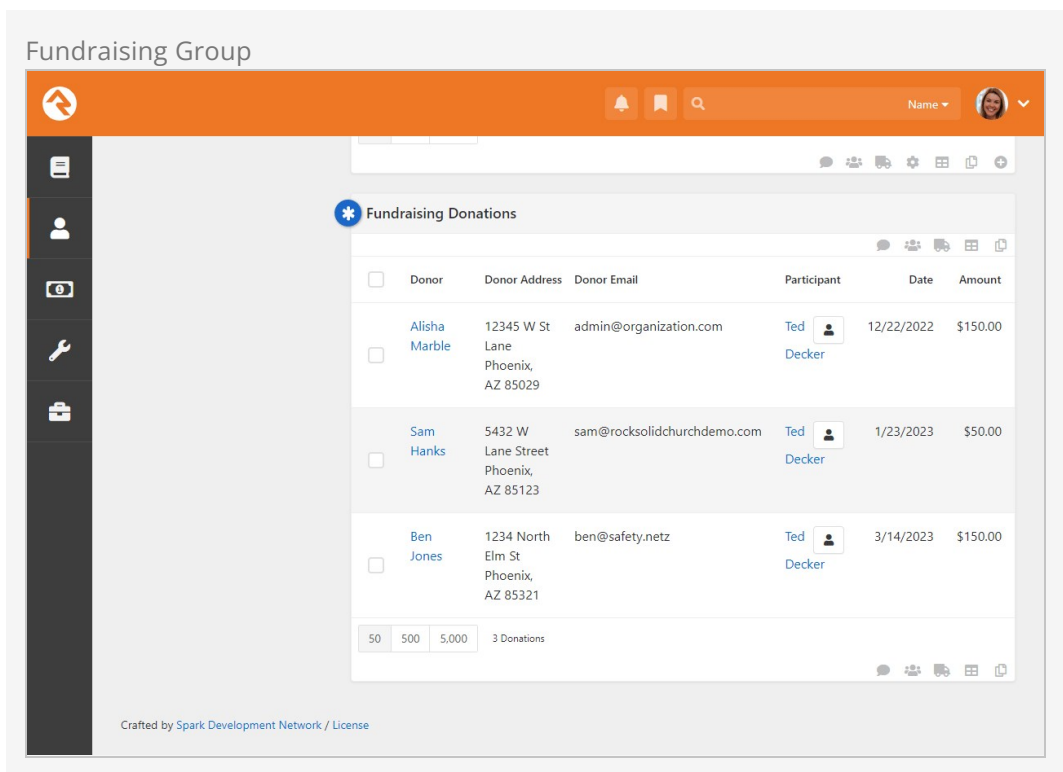 Fundraising Group
Name
Fundraising Donations
Donor Donor Address Donor Email Participant Date Amount
Alisha 12345 W St admin@organization.com Ted 12/22/2022 $150.00
Marble Lane Decker
Phoenix,
AZ 85029
Sam 5432 W sam@rocksolidchurchdemo.com Ted 1/23/2023 $50.00
Hanks Lane Street Decker
Phoenix,
AZ 85123
Ben 1234 North ben@safety.netz Ted 3/14/2023 $150.00
Jones Elm St Decker
Phoenix,
AZ 85321
50 500 5,000 3 Donations
Crafted by Spark Development Network / License